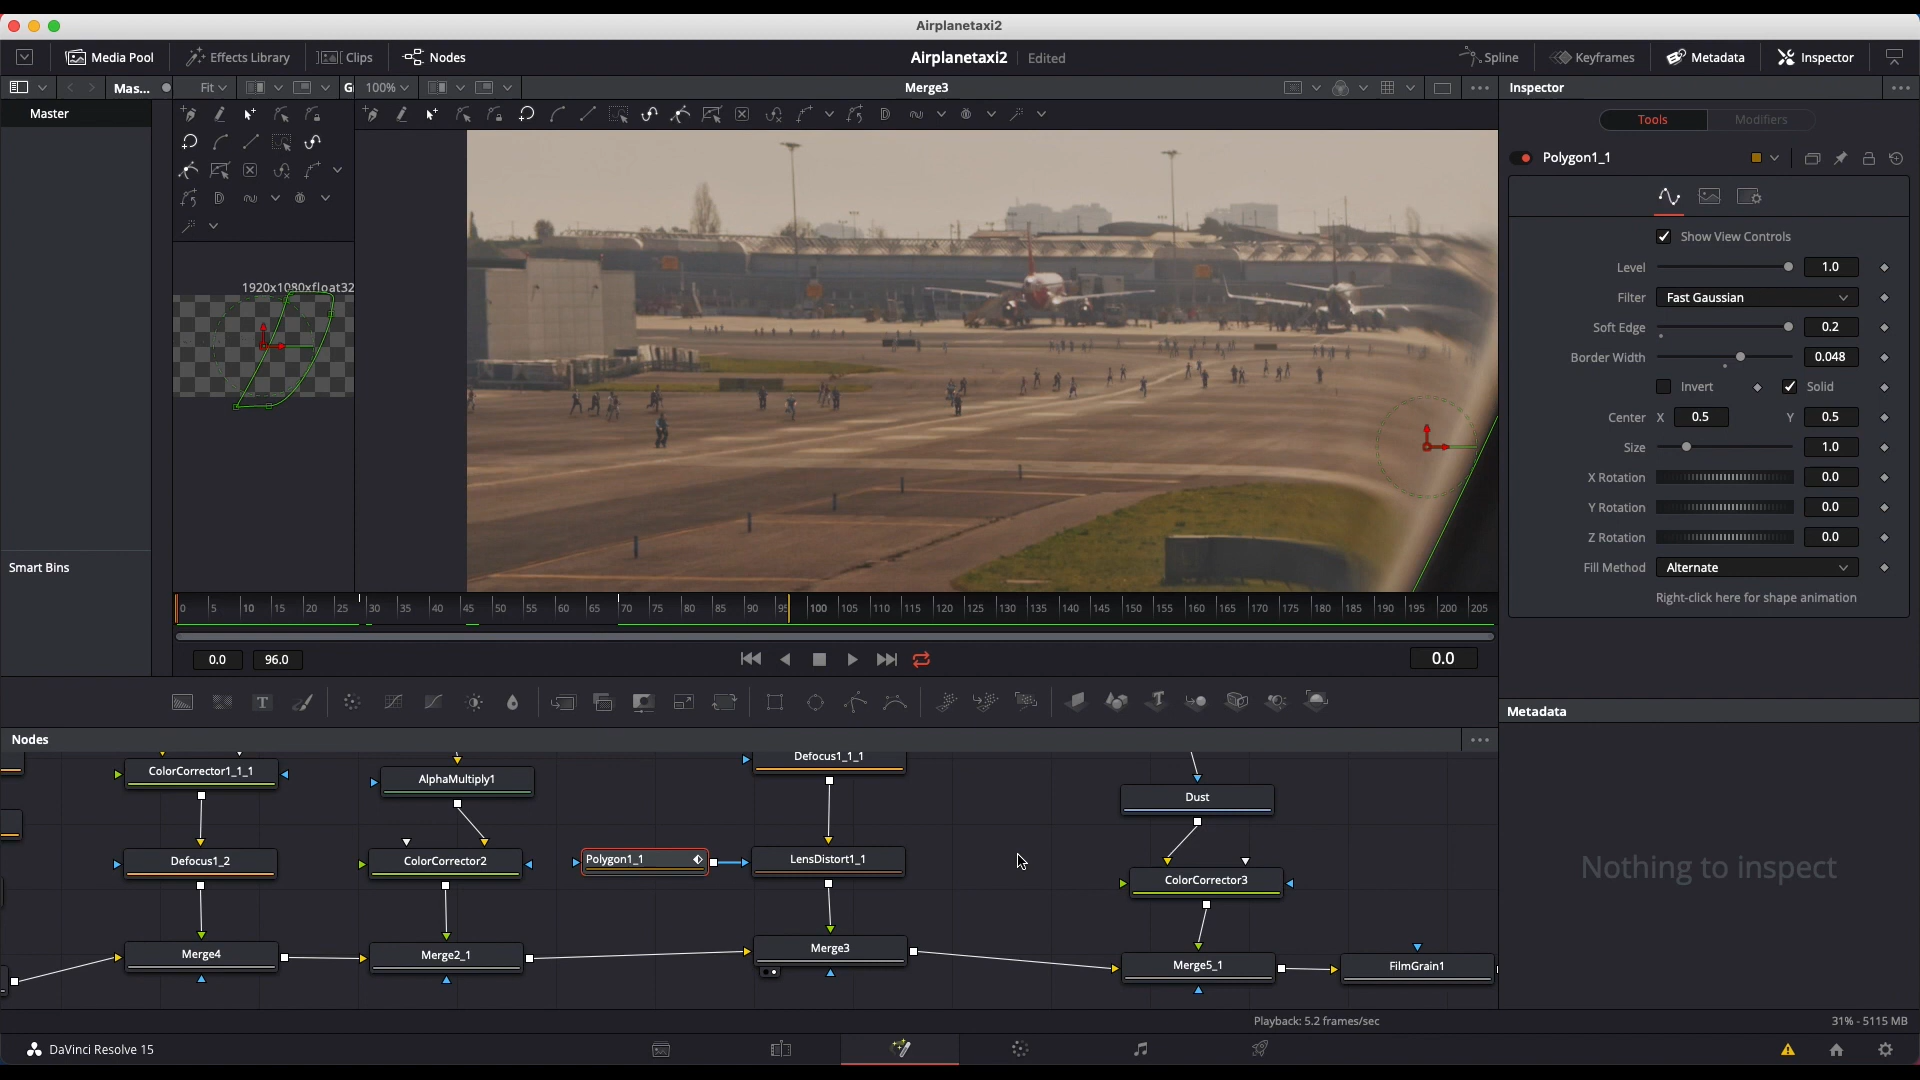 Airplanetaxi2
Media Pool
Effects Library
Clips
Nodes
Airplanetaxi2
Edited
Spline
Keyframes
Metadata
Inspector
Mas...
Fit
G
100%
Merge3
Inspector
Master
Tools
Modifiers
Polygon1_1
Show View Controls
Level 1.0
Filter Fast Gaussian
Soft Edge 0.2
Border Width 0.048
Invert
Solid
Center X 0.5 Y 0.5
Size 1.0
X Rotation 0.0
Y Rotation 0.0
Z Rotation 0.0
Fill Method Alternate
Right-click here for shape animation
1920x1080xfloat32
Smart Bins
0 5 10 15 20 25 30 35 40 45 50 55 60 65 70 75 80 85 90 95 100 105 110 115 120 125 130 135 140 145 150 155 160 165 170 175 180 185 190 195 200 205
0.0
96.0
0.0
Metadata
Nodes
ColorCorrector1_1_1
AlphaMultiply1
Defocus1_1_1
Dust
Defocus1_2
ColorCorrector2
Polygon1_1
LensDistort1_1
ColorCorrector3
Merge4
Merge2_1
Merge3
Merge5_1
FilmGrain1
Nothing to inspect
Playback: 5.2 frames/sec
31% - 5115 MB
DaVinci Resolve 15